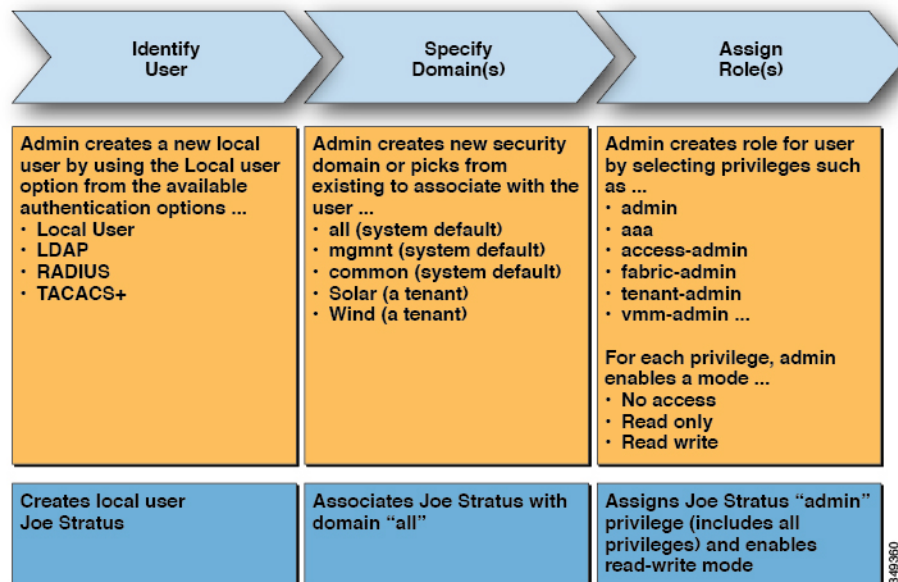 Identify
User
Specify
Domain(s)
Assign
Role(s)
Admin creates a new local
user by using the Local user
option from the available
authentication options ...
• Local User
• LDAP
• RADIUS
• TACACS+
Admin creates new security
domain or picks from
existing to associate with the
user ...
• all (system default)
• mgmnt (system default)
• common (system default)
• Solar (a tenant)
• Wind (a tenant)
Admin creates role for user
by selecting privileges such
as ...
• admin
• aaa
• access-admin
• fabric-admin
• tenant-admin
• vmm-admin ...
For each privilege, admin
enables a mode ...
• No access
• Read only
• Read write
Creates local user
Joe Stratus
Associates Joe Stratus with
domain “all”
Assigns Joe Stratus “admin”
privilege (includes all
privileges) and enables
read-write mode
349360